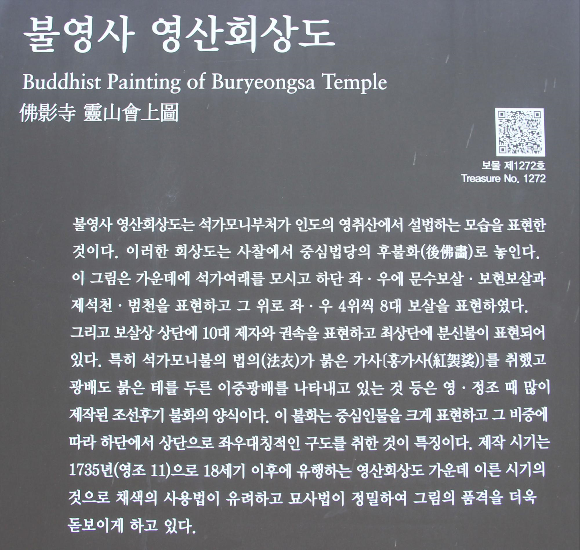 불영사 영산회상도
Buddhist Painting of Buryeongsa Temple
佛影寺 靈山會上圖
보물 제1272호
Treasure No. 1272
불영사 영산회상도는 석가모니부처가 인도의 영취산에서 설법하는 모습을 표현한
것이다. 이러한 회상도는 사찰에서 중심법당의 후불화(後佛畵)로 놓인다.
이 그림은 가운데에 석가여래를 모시고 하단 좌 · 우에 문수보살 · 보현보살과
제석천 · 범천을 표현하고 그 위로 좌 · 우 4위씩 8대 보살을 표현하였다.
그리고 보살상 상단에 10대 제자와 권속을 표현하고 최상단에 분신불이 표현되어
있다. 특히 석가모니불의 법의(法衣)가 붉은 가사[홍가사(紅袈裟)]를 취했고
광배도 붉은 테를 두른 이중광배를 나타내고 있는 것 등은 영 · 정조 때 많이
제작된 조선후기 불화의 양식이다. 이 불화는 중심인물을 크게 표현하고 그 비중에
따라 하단에서 상단으로 좌우대칭적인 구도를 취한 것이 특징이다. 제작 시기는
1735년(영조 11)으로 18세기 이후에 유행하는 영산회상도 가운데 이른 시기의
것으로 채색의 사용법이 유려하고 묘사법이 정밀하여 그림의 품격을 더욱
돋보이게 하고 있다.